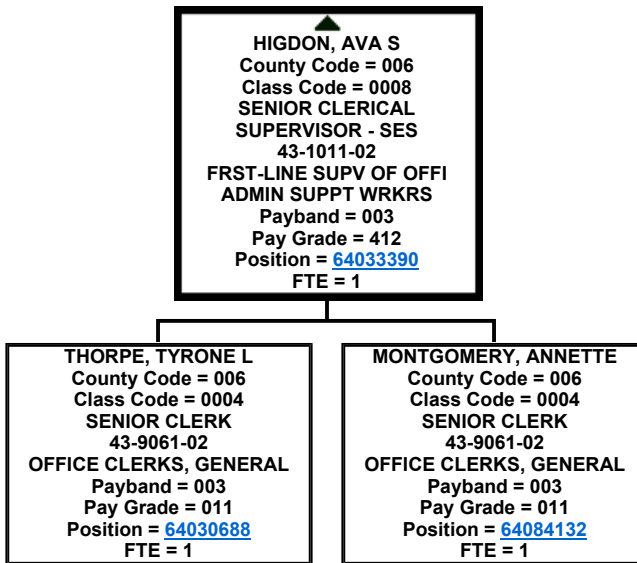 HIGDON, AVA S
County Code = 006
Class Code = 0008
SENIOR CLERICAL
SUPERVISOR - SES
43-1011-02
FRST-LINE SUPV OF OFFI
ADMIN SUPPT WRKRS
Payband = 003
Pay Grade = 412
Position = 64033390
FTE = 1
THORPE, TYRONE L
County Code = 006
Class Code = 0004
SENIOR CLERK
43-9061-02
OFFICE CLERKS, GENERAL
Payband = 003
Pay Grade = 011
Position = 64030688
FTE = 1
MONTGOMERY, ANNETTE
County Code = 006
Class Code = 0004
SENIOR CLERK
43-9061-02
OFFICE CLERKS, GENERAL
Payband = 003
Pay Grade = 011
Position = 64084132
FTE = 1